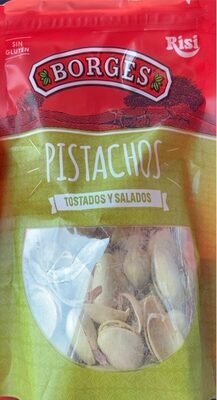 SIN
GLUTEN
Risi
BORGES
PISTACHOS
TOSTADOS Y SALADOS